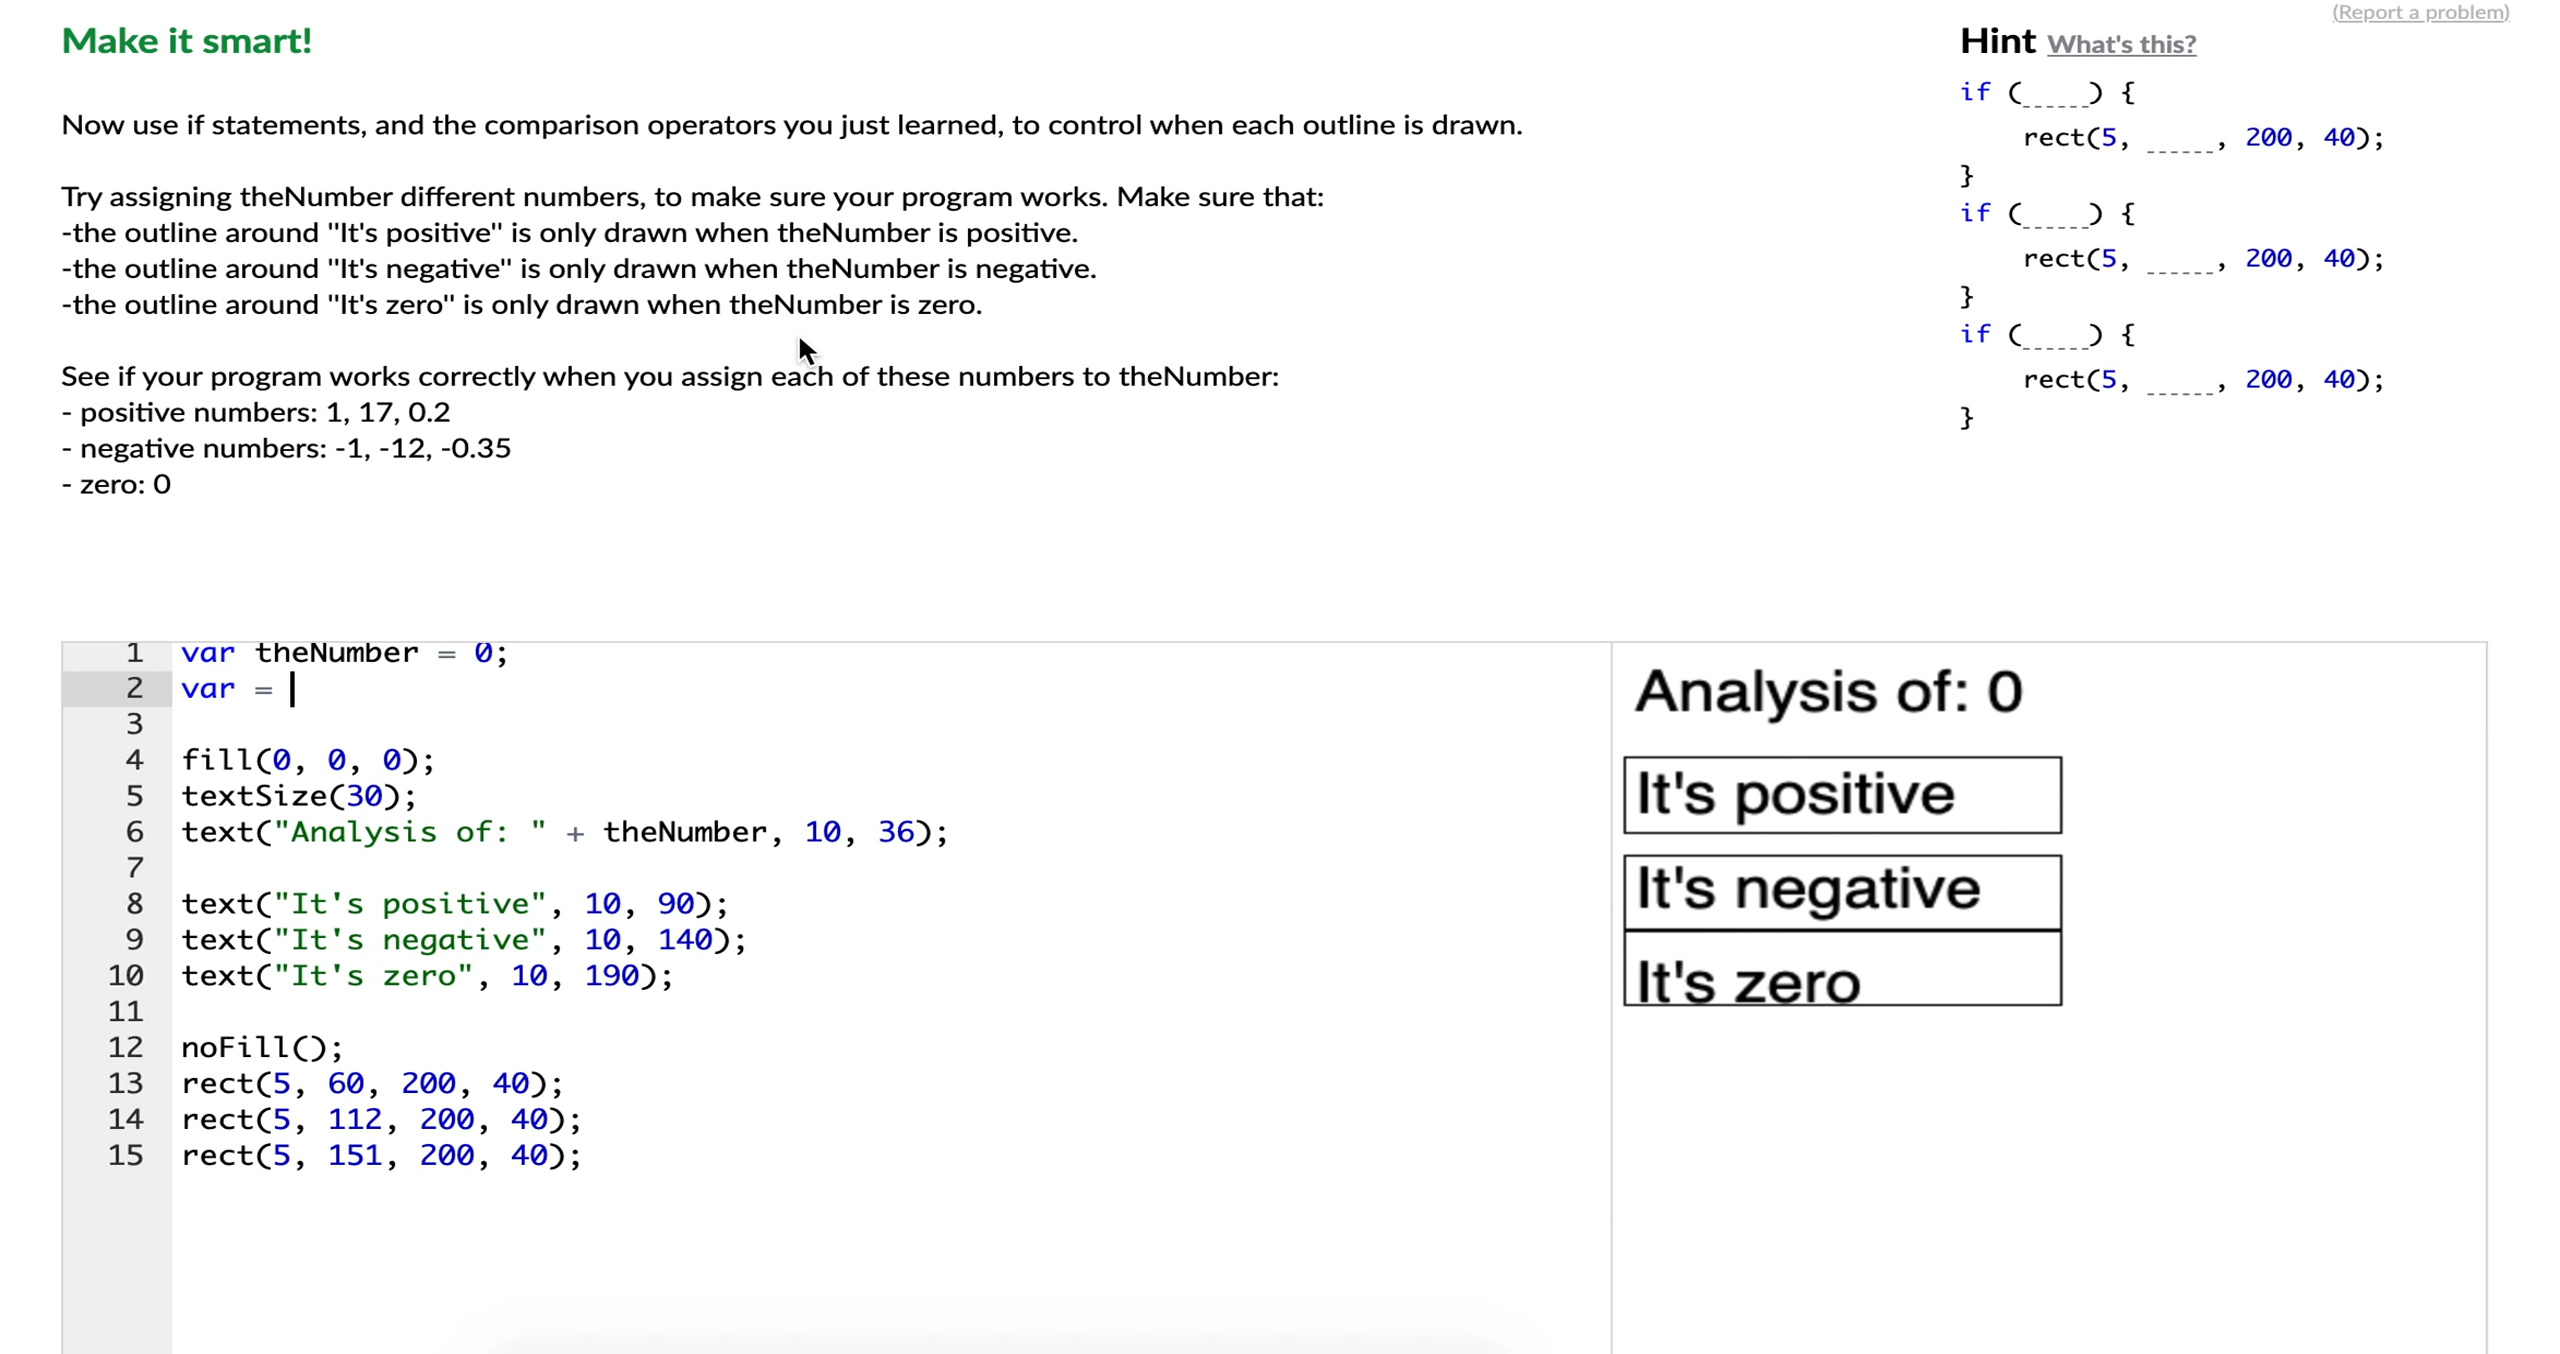 (Report a problem)
Make it smart!
Now use if statements, and the comparison operators you just learned, to control when each outline is drawn.
Try assigning theNumber different numbers, to make sure your program works. Make sure that:
-the outline around "It's positive" is only drawn when theNumber is positive.
-the outline around "It's negative" is only drawn when theNumber is negative.
-the outline around "It's zero" is only drawn when theNumber is zero.
See if your program works correctly when you assign each of these numbers to theNumber:
- positive numbers: 1, 17, 0.2
- negative numbers: -1, -12, -0.35
- zero: 0
Hint What's this?
if (_____) {
rect(5, _____, 200, 40);
}
if (_____) {
rect(5, _____, 200, 40);
}
if (_____) {
rect(5, _____, 200, 40);
}
1 var theNumber = 0;
2 var =
3
4 fill(0, 0, 0);
5 textSize(30);
6 text("Analysis of: " + theNumber, 10, 36);
7
8 text("It's positive", 10, 90);
9 text("It's negative", 10, 140);
10 text("It's zero", 10, 190);
11
12 noFill();
13 rect(5, 60, 200, 40);
14 rect(5, 112, 200, 40);
15 rect(5, 151, 200, 40);
Analysis of: 0
It's positive
It's negative
It's zero